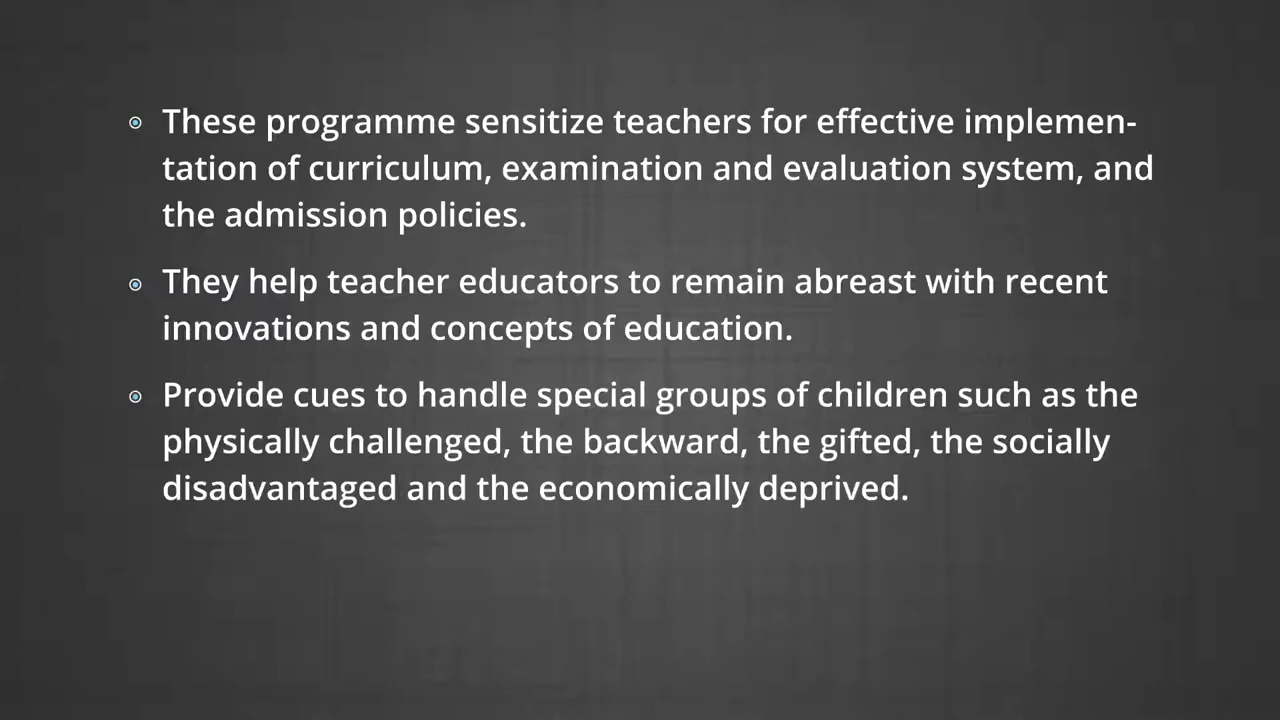 These programme sensitize teachers for effective implemen-
tation of curriculum, examination and evaluation system, and
the admission policies.
They help teacher educators to remain abreast with recent
innovations and concepts of education.
Provide cues to handle special groups of children such as the
physically challenged, the backward, the gifted, the socially
disadvantaged and the economically deprived.